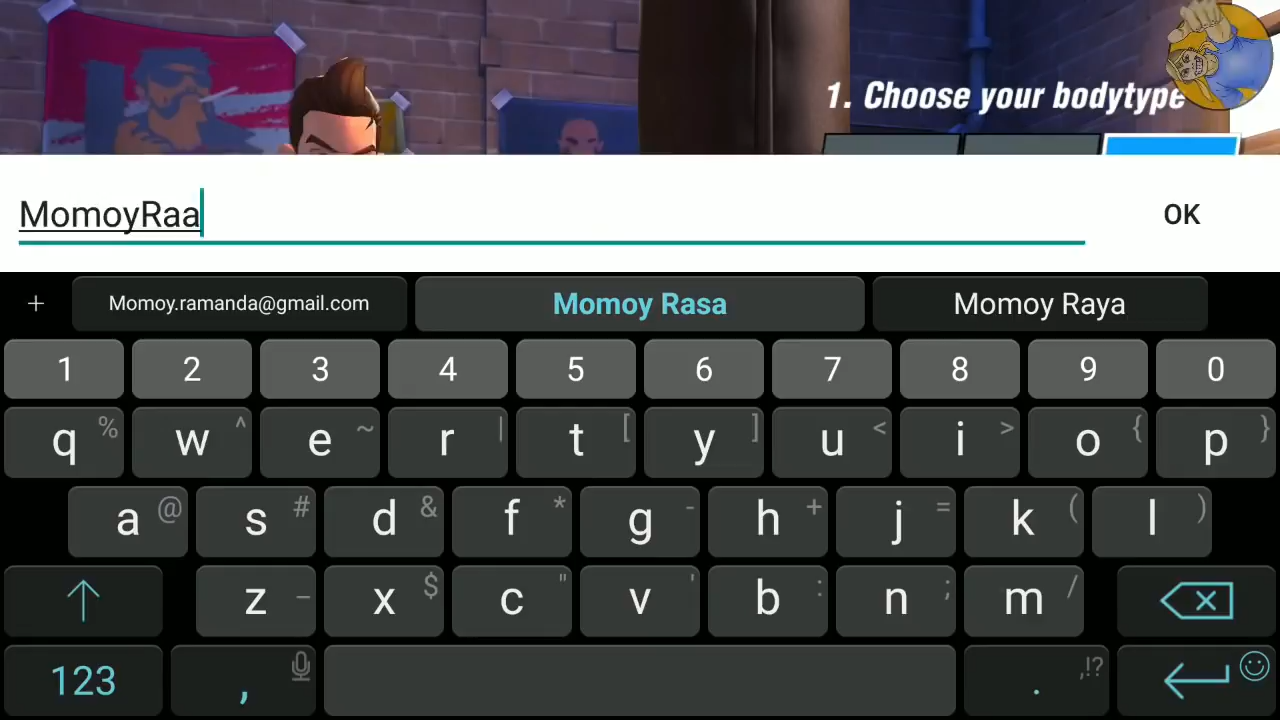 1. Choose your bodytype
MomoyRaa
OK
+ Momoy.ramanda@gmail.com Momoy Rasa Momoy Raya
1 2 3 4 5 6 7 8 9 0
q % w ^ e ~ r | t [ y ] u < i > o { p }
a @ s # d & f * g - h + j = k ( l )
z _ x $ c " v ' b : n ; m /
123 , . ,!?